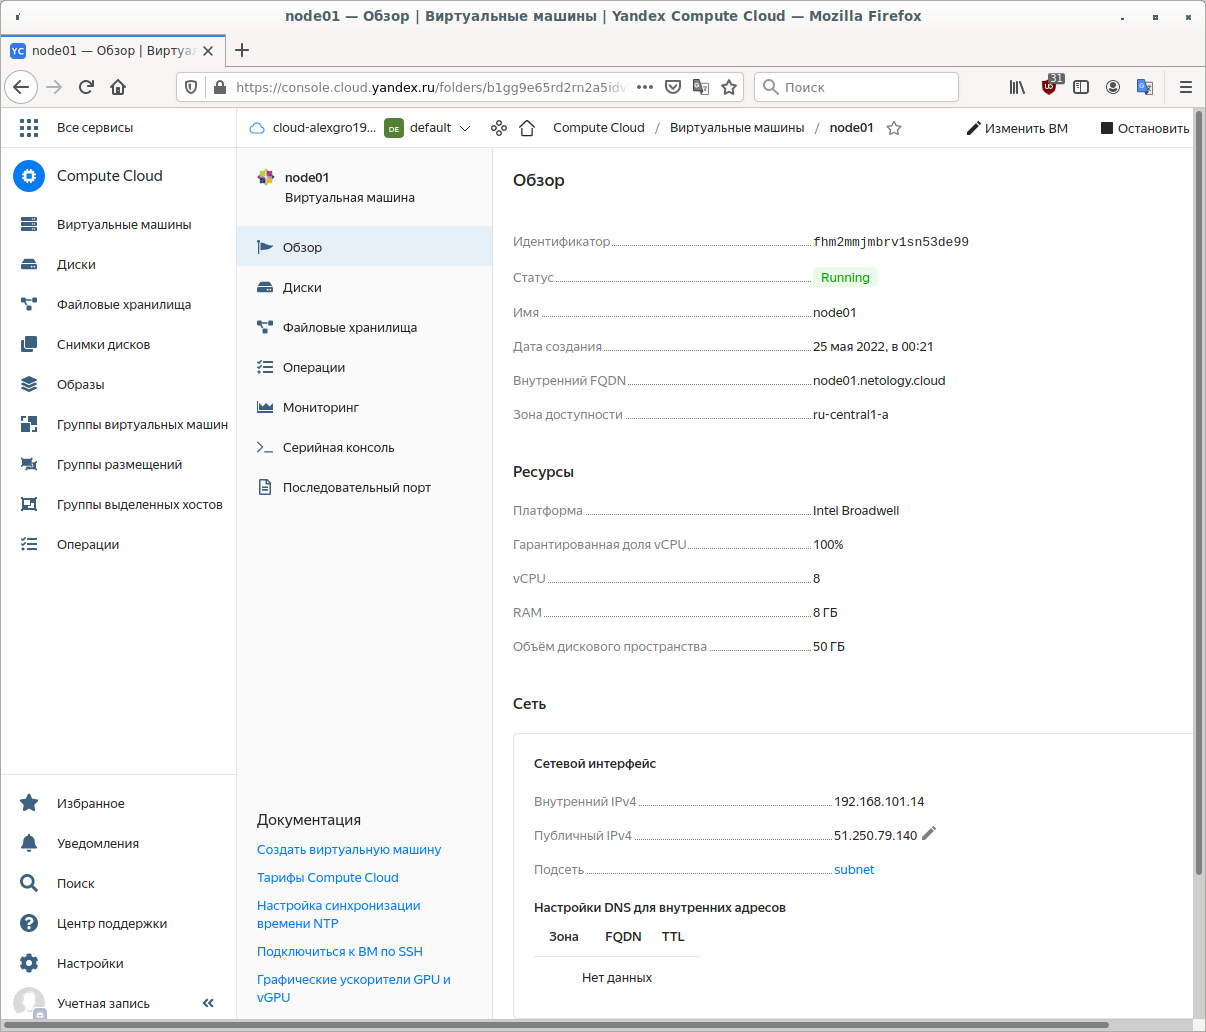 node01 — Обзор | Виртуальные машины | Yandex Compute Cloud — Mozilla Firefox
YC node01 — Обзор | Виртуа
https://console.cloud.yandex.ru/folders/b1gg9e65rd2rn2a5idv
Поиск
31
Все сервисы
cloud-alexgro19... DE default
Compute Cloud / Виртуальные машины / node01
Изменить ВМ
Остановить
Compute Cloud
Виртуальные машины
Диски
Файловые хранилища
Снимки дисков
Образы
Группы виртуальных машин
Группы размещений
Группы выделенных хостов
Операции
Избранное
Уведомления
Поиск
Центр поддержки
Настройки
Учетная запись
node01
Виртуальная машина
Обзор
Диски
Файловые хранилища
Операции
Мониторинг
Серийная консоль
Последовательный порт
Документация
Создать виртуальную машину
Тарифы Compute Cloud
Настройка синхронизации
времени NTP
Подключиться к ВМ по SSH
Графические ускорители GPU и
vGPU
Обзор
Идентификатор fhm2mmjmbrv1sn53de99
Статус Running
Имя node01
Дата создания 25 мая 2022, в 00:21
Внутренний FQDN node01.netology.cloud
Зона доступности ru-central1-a
Ресурсы
Платформа Intel Broadwell
Гарантированная доля vCPU 100%
vCPU 8
RAM 8 ГБ
Объём дискового пространства 50 ГБ
Сеть
Сетевой интерфейс
Внутренний IPv4 192.168.101.14
Публичный IPv4 51.250.79.140
Подсеть subnet
Настройки DNS для внутренних адресов
Зона FQDN TTL
Нет данных